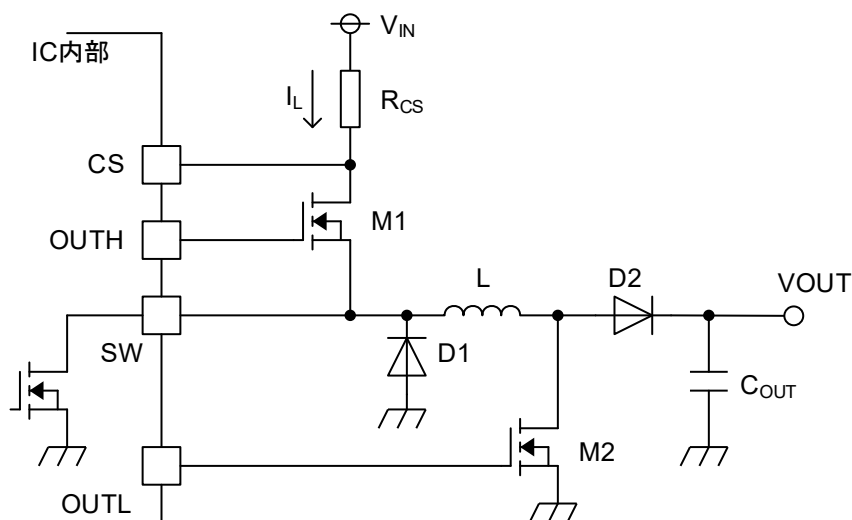 V_IN
IC内部
I_L
R_CS
CS
M1
OUTH
L
D2
VOUT
SW
D1
C_OUT
M2
OUTL